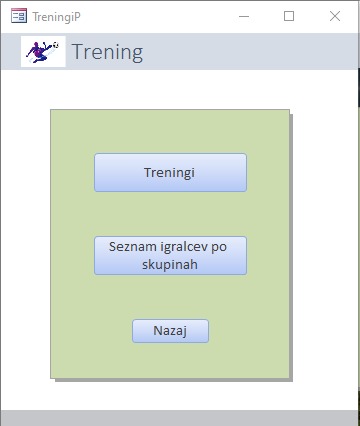 TreningiP
Trening
Treningi
Seznam igralcev po
skupinah
Nazaj